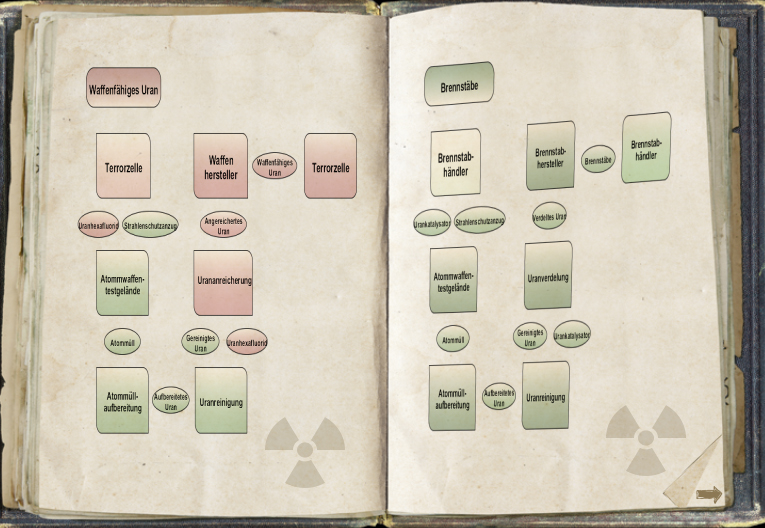 Waffenfähiges Uran
Terrorzelle
Waffen
hersteller
Waffenfähiges
Uran
Terrorzelle
Uranhexafluorid
Strahlenschutzanzug
Angereichertes
Uran
Atommwaffen-
testgelände
Urananreicherung
Atommüll
Gereinigtes
Uran
Uranhexafluorid
Atommüll-
aufbereitung
Aufbereitetes
Uran
Uranreinigung
Brennstäbe
Brennstab-
händler
Brennstab-
hersteller
Brennstäbe
Brennstab-
händler
Urankatalysator
Strahlenschutzanzug
Verdeltes Uran
Atommwaffen-
testgelände
Uranverdelung
Atommüll
Gereinigtes
Uran
Urankatalysator
Atommüll-
aufbereitung
Aufbereitetes
Uran
Uranreinigung